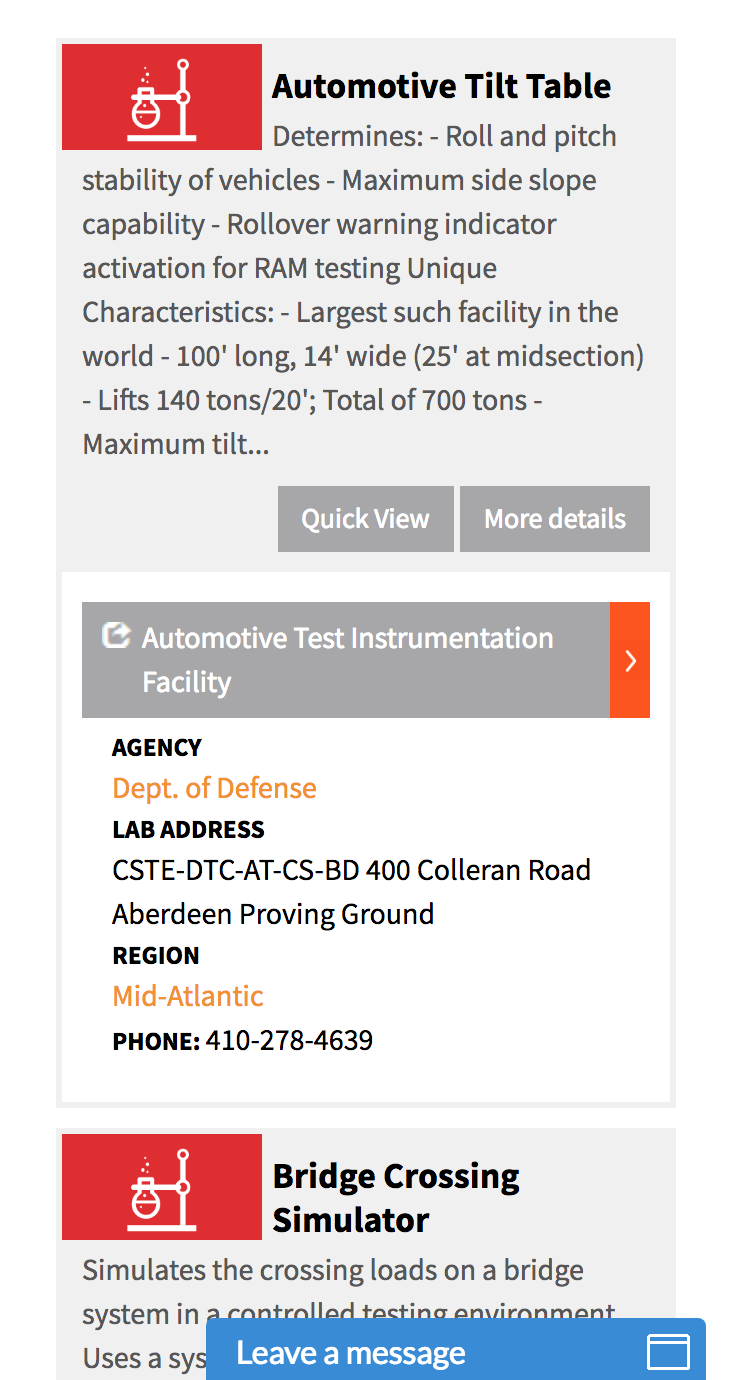 Automotive Tilt Table
Determines: - Roll and pitch
stability of vehicles - Maximum side slope
capability - Rollover warning indicator
activation for RAM testing Unique
Characteristics: - Largest such facility in the
world - 100' long, 14' wide (25' at midsection)
- Lifts 140 tons/20'; Total of 700 tons -
Maximum tilt...
Quick View More details
Automotive Test Instrumentation
Facility
AGENCY
Dept. of Defense
LAB ADDRESS
CSTE-DTC-AT-CS-BD 400 Colleran Road
Aberdeen Proving Ground
REGION
Mid-Atlantic
PHONE: 410-278-4639
Bridge Crossing
Simulator
Simulates the crossing loads on a bridge
system in a controlled testing environment
Uses a sys
Leave a message